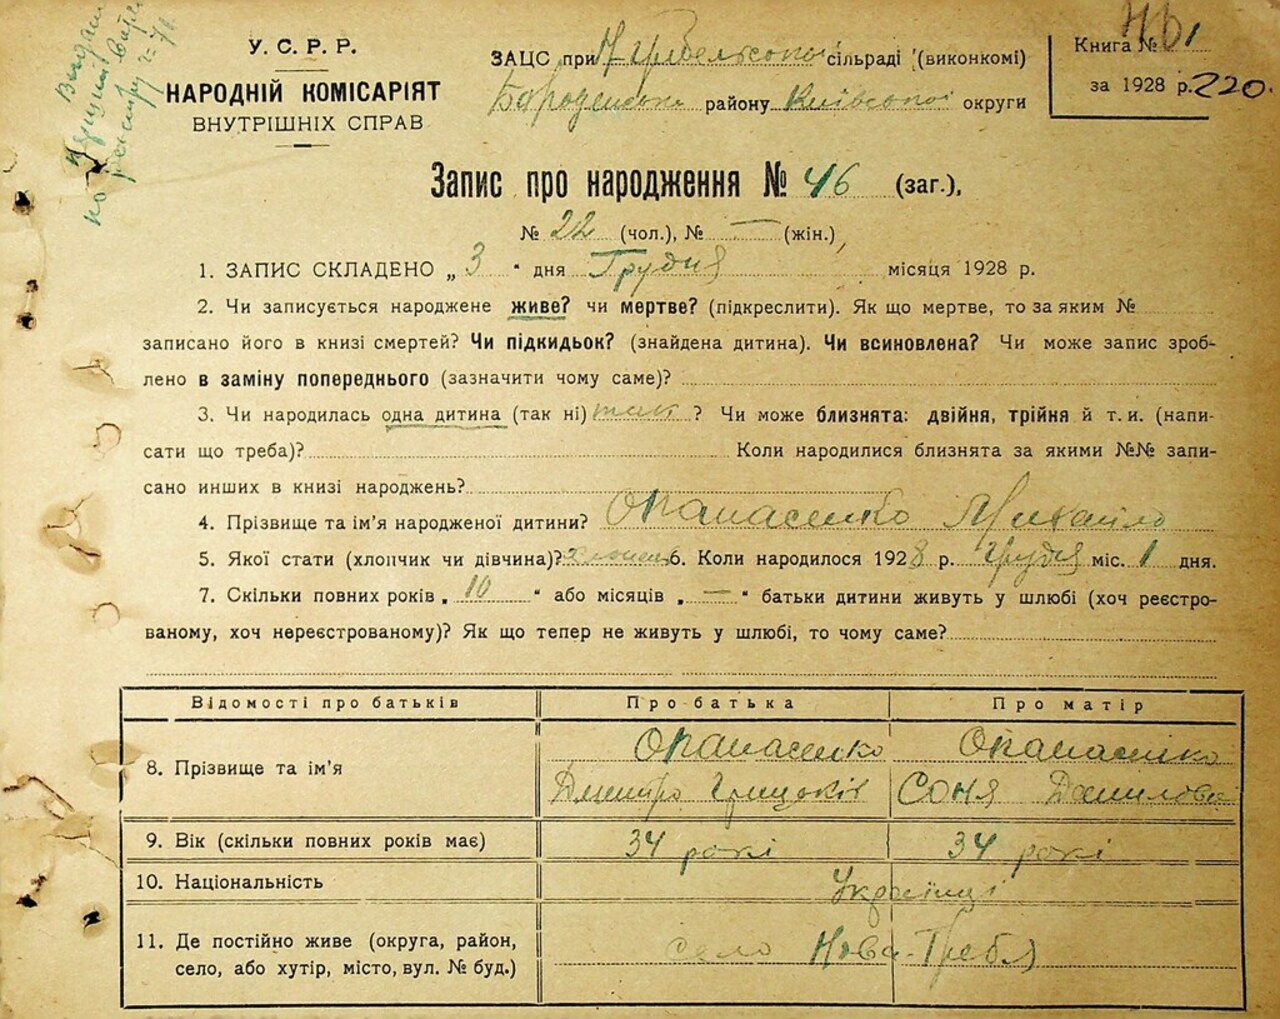 У. С. Р. Р.
НАРОДНІЙ КОМІСАРІЯТ
ВНУТРІШНІХ СПРАВ
ЗАЦС при Н-Гребельскопої сільраді (виконкомі)
Бородянськ району Київської округи
Книга № 1
за 1928 р. 220.
Запис про народження № 46 (заг.),
№ 22 (чол.), № — (жін.)
1. ЗАПИС СКЛАДЕНО „ 3 “ дня Грудня місяця 1928 р.
2. Чи записується народжене живе? чи мертве? (підкреслити). Як що мертве, то за яким №
записано його в книзі смертей? Чи підкидьок? (знайдена дитина). Чи всиновлена? Чи може запис зроб-
лено в заміну попереднього (зазначити чому саме)?
3. Чи народилась одна дитина (так ні) так ? Чи може близнята: двійня, трійня й т. и. (напи-
сати що треба)? Коли народилися близнята за якими №№ запи-
сано инших в книзі народжень?
4. Прізвище та ім’я народженої дитини? Опанасенко Михайло
5. Якої стати (хлопчик чи дівчина)? хлопець 6. Коли народилося 1928 р. Грудня міс. 1 дня.
7. Скільки повних років „ 10 “ або місяців „ — “ батьки дитини живуть у шлюбі (хоч реєстро-
ваному, хоч нереєстрованому)? Як що тепер не живуть у шлюбі, то чому саме?
Відомості про батьків Про батька Про матір
8. Прізвище та ім’я Опанасенко Дмитро Грицьків Опанасенко Соня Данилова
9. Вік (скільки повних років має) 34 рокі 34 рокі
10. Національність Українці
11. Де постійно живе (округа, район,
село, або хутір, місто, вул. № буд.) село Нова-Гребля